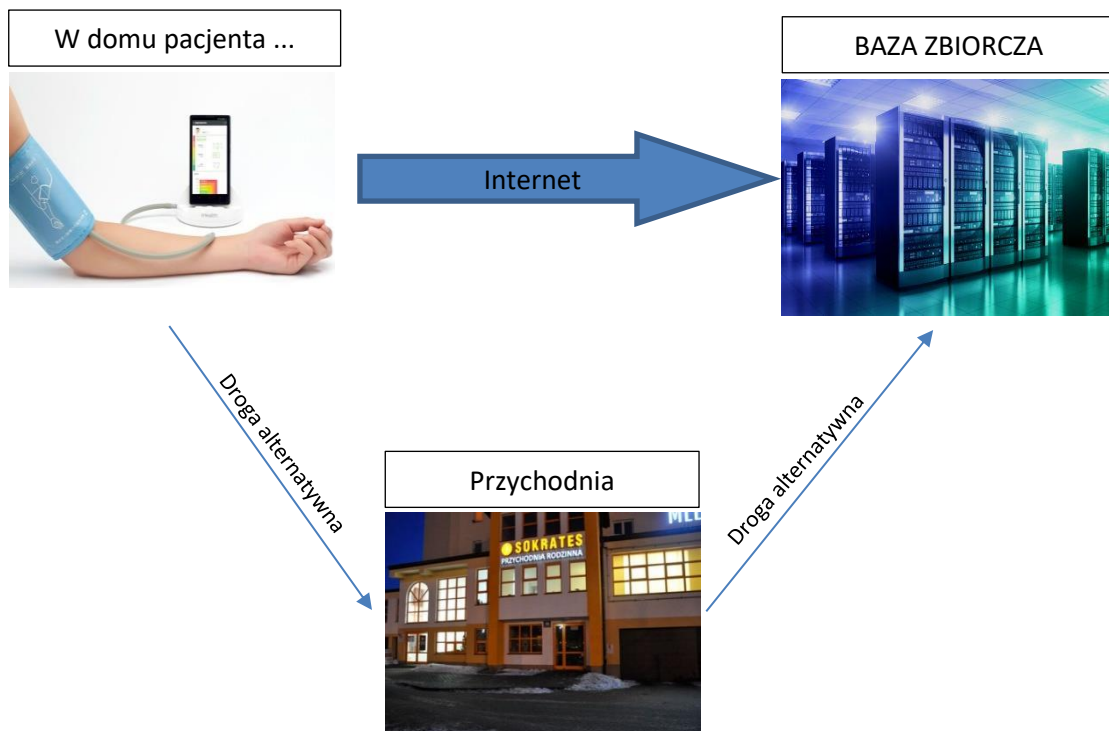 W domu pacjenta ...
BAZA ZBIORCZA
Internet
Droga alternatywna
Droga alternatywna
Przychodnia
SOKRATES
PRZYCHODNIA RODZINNA